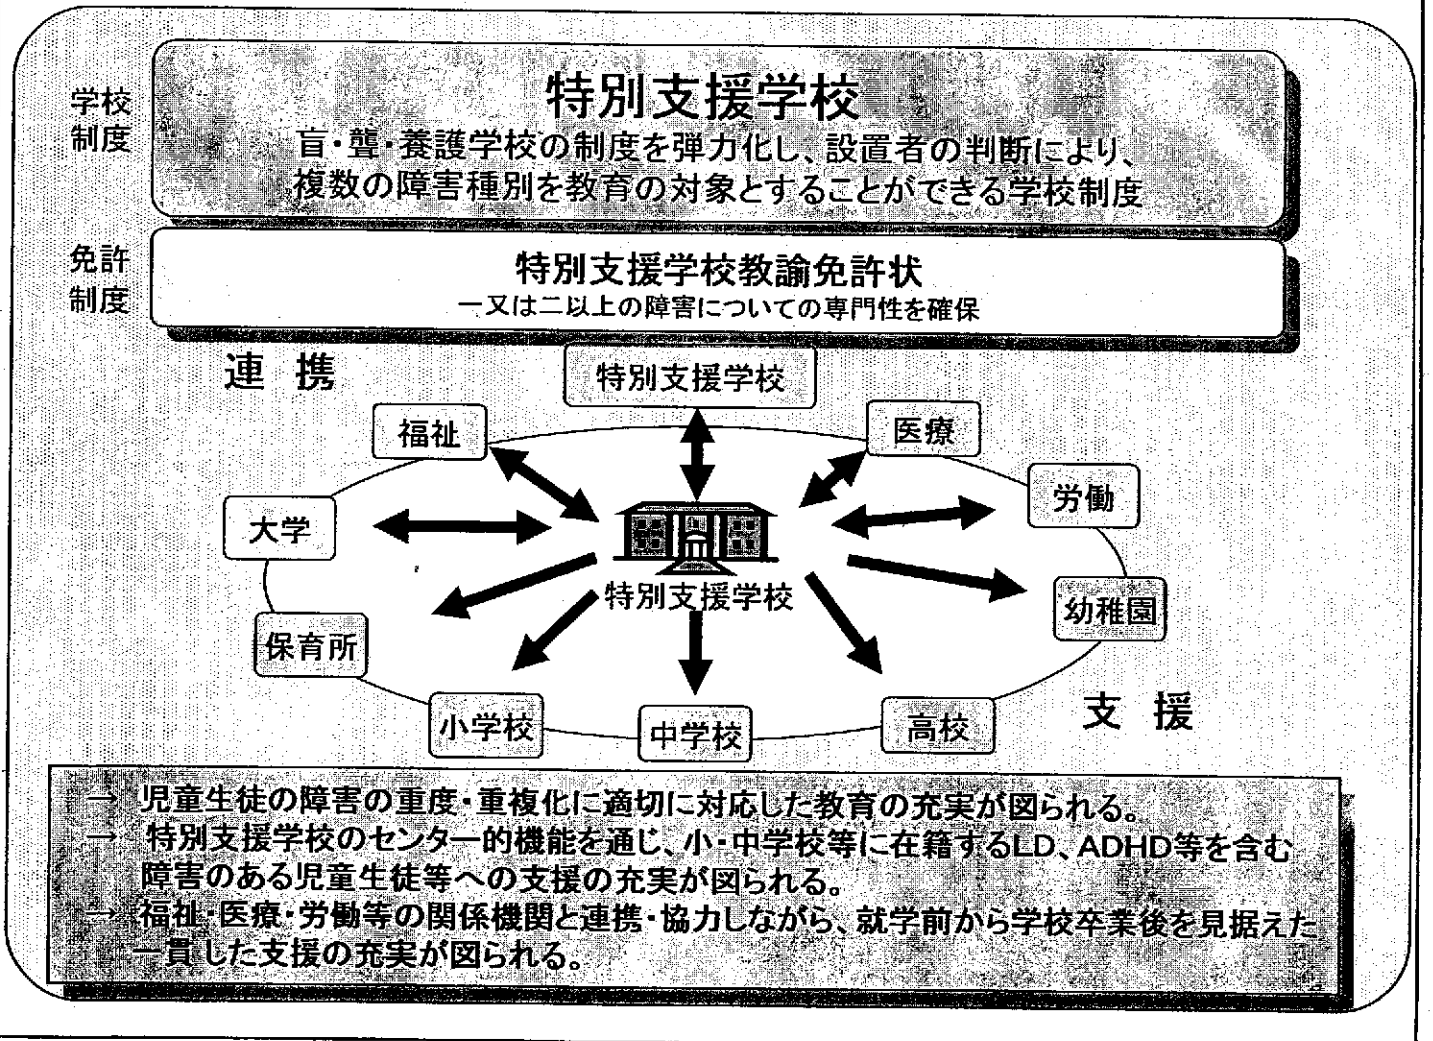 学校
制度
特別支援学校
盲・聾・養護学校の制度を弾力化し、設置者の判断により、
複数の障害種別を教育の対象とすることができる学校制度
免許
制度
特別支援学校教諭免許状
一又は二以上の障害についての専門性を確保
連 携
特別支援学校
福祉
医療
労働
大学
特別支援学校
幼稚園
保育所
小学校
中学校
高校
支 援
→ 児童生徒の障害の重度・重複化に適切に対応した教育の充実が図られる。
→ 特別支援学校のセンター的機能を通じ、小・中学校等に在籍するLD、ADHD等を含む
障害のある児童生徒等への支援の充実が図られる。
→ 福祉・医療・労働等の関係機関と連携・協力しながら、就学前から学校卒業後を見据えた
一貫した支援の充実が図られる。